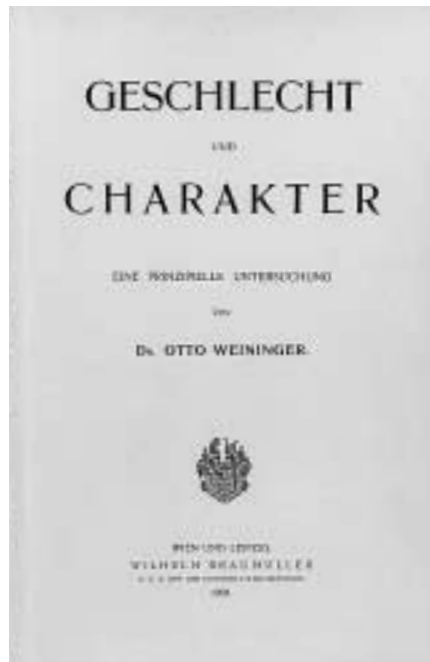 GESCHLECHT
UND
CHARAKTER
EINE PRINZIPIELLE UNTERSUCHUNG
VON
DR. OTTO WEININGER.
WIEN UND LEIPZIG
WILHELM BRAUMÜLLER